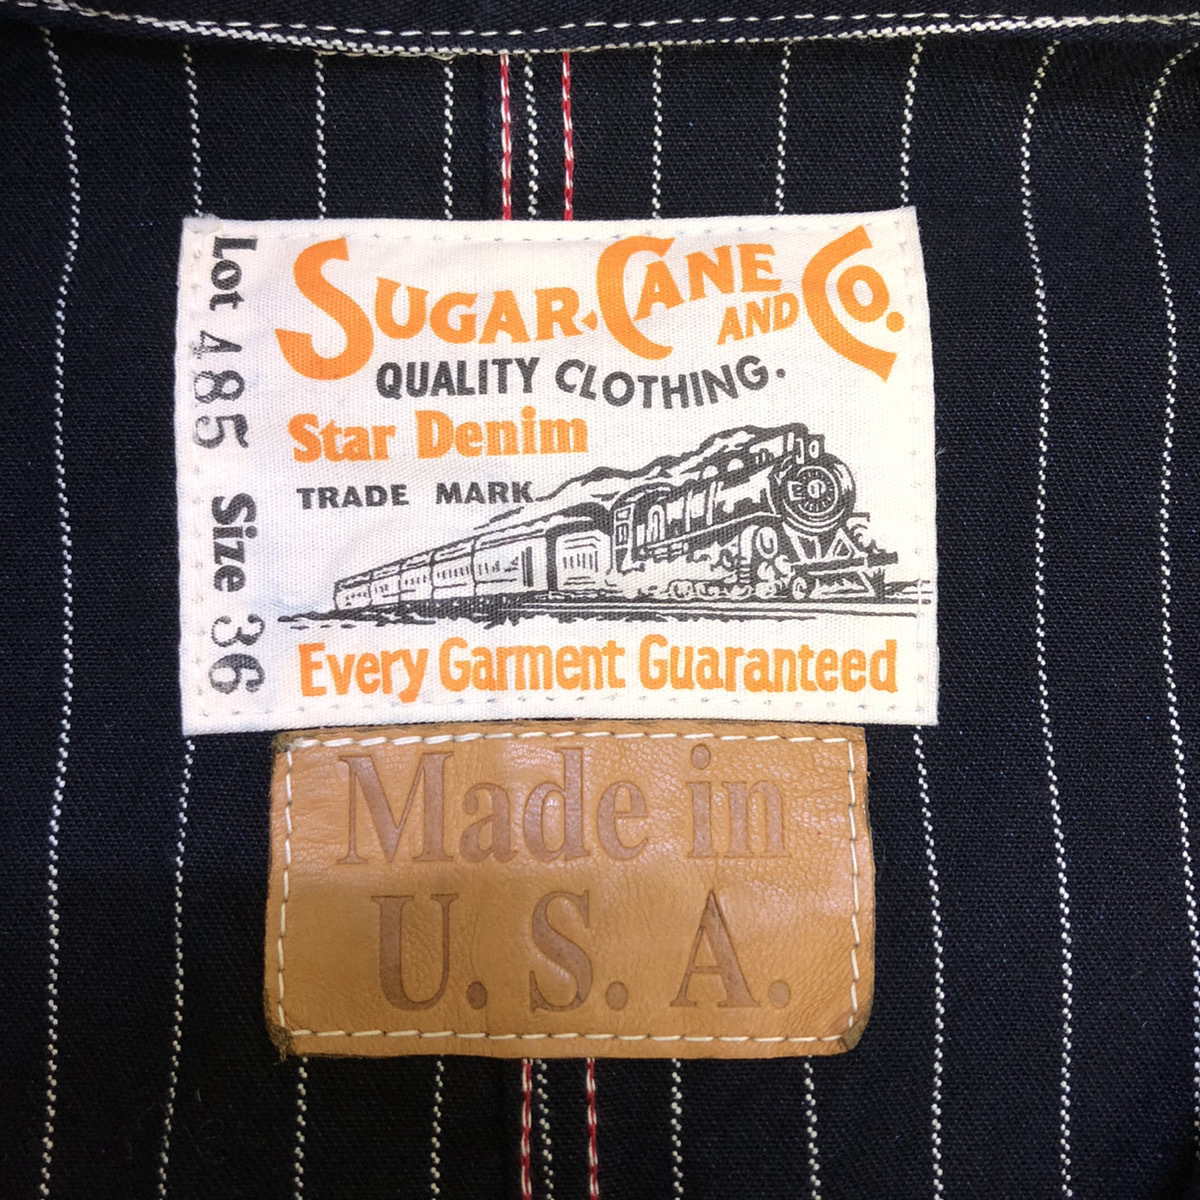 Lot 485 Size 36
SUGAR CANE AND CO.
QUALITY CLOTHING.
Star Denim
TRADE MARK
Every Garment Guaranteed
Made in
U. S. A.